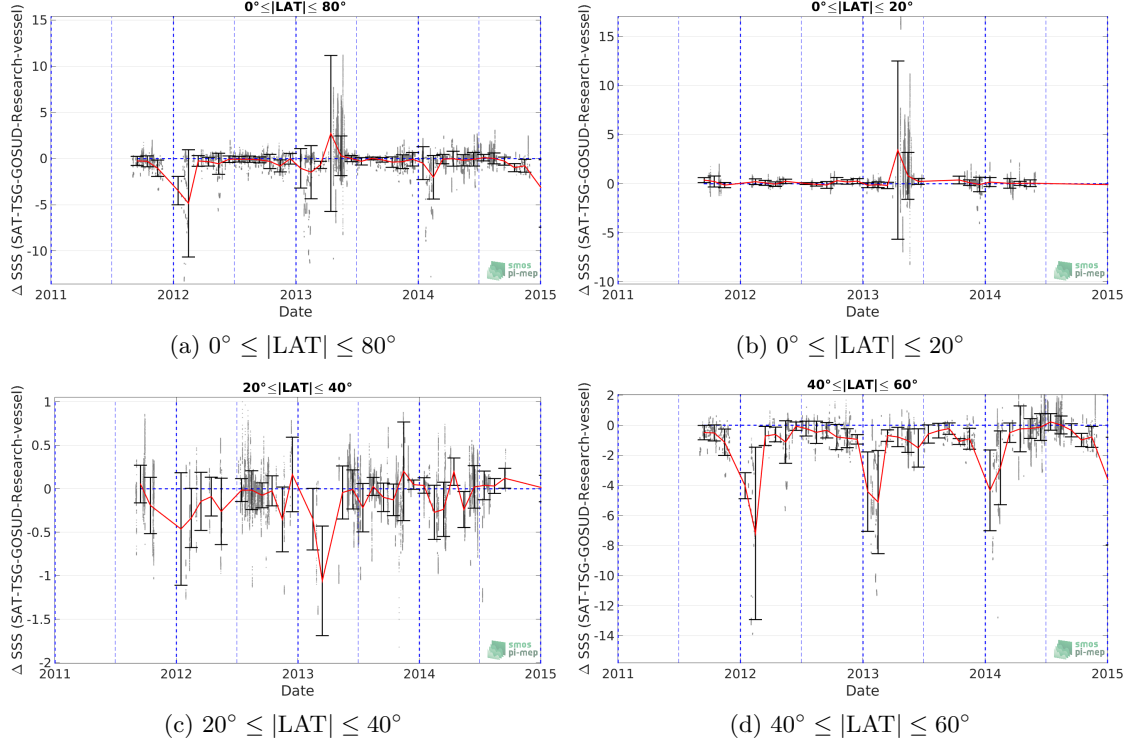 0°≤|LAT|≤ 80°
Δ SSS (SAT-TSG-GOSUD-Research-vessel)
15
10
5
0
-5
-10
2011
2012
2013
2014
2015
Date
smos
pi-mep
(a) 0° ≤ |LAT| ≤ 80°
0°≤|LAT|≤ 20°
Δ SSS (SAT-TSG-GOSUD-Research-vessel)
15
10
5
0
-5
-10
2011
2012
2013
2014
2015
Date
smos
pi-mep
(b) 0° ≤ |LAT| ≤ 20°
20°≤|LAT|≤ 40°
Δ SSS (SAT-TSG-GOSUD-Research-vessel)
1
0.5
0
-0.5
-1
-1.5
-2
2011
2012
2013
2014
2015
Date
smos
pi-mep
(c) 20° ≤ |LAT| ≤ 40°
40°≤|LAT|≤ 60°
Δ SSS (SAT-TSG-GOSUD-Research-vessel)
2
0
-2
-4
-6
-8
-10
-12
-14
2011
2012
2013
2014
2015
Date
smos
pi-mep
(d) 40° ≤ |LAT| ≤ 60°